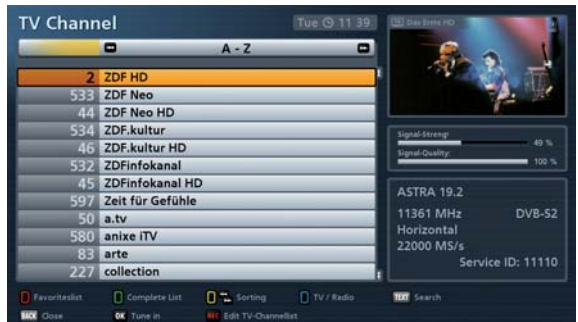 TV Channel
Tue 11 39
A - Z
2 ZDF HD
533 ZDF Neo
44 ZDF Neo HD
534 ZDF.kultur
46 ZDF.kultur HD
532 ZDFinfokanal
45 ZDFinfokanal HD
597 Zeit für Gefühle
50 a.tv
580 anixe iTV
83 arte
227 collection
Das Erste HD
Signal-Streng
49 %
Signal-Quality:
100 %
ASTRA 19.2
11361 MHz DVB-S2
Horizontal
22000 MS/s
Service ID: 11110
Favoriteslist Complete List Sorting TV / Radio TEXT Search
BACK Close OK Tune in REC Edit TV-Channellist